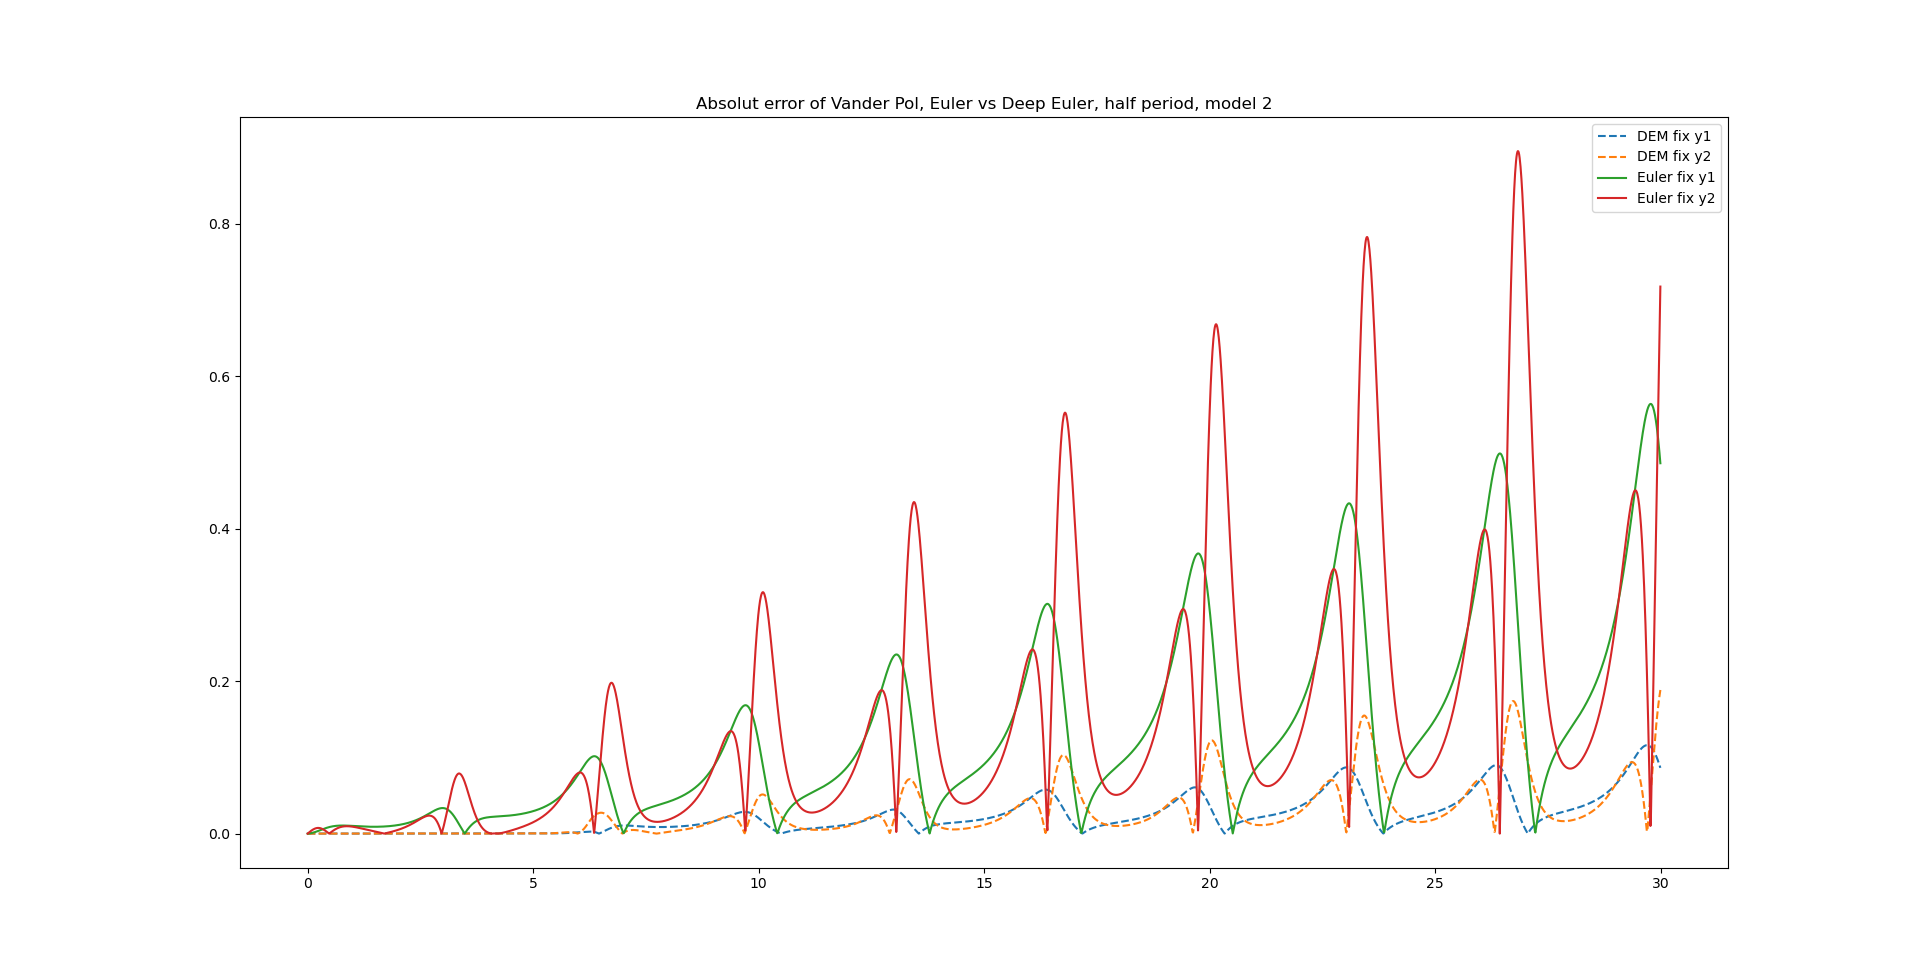 Absolut error of Vander Pol, Euler vs Deep Euler, half period, model 2
DEM fix y1
DEM fix y2
Euler fix y1
Euler fix y2
0.8
0.6
0.4
0.2
0.0
0 5 10 15 20 25 30